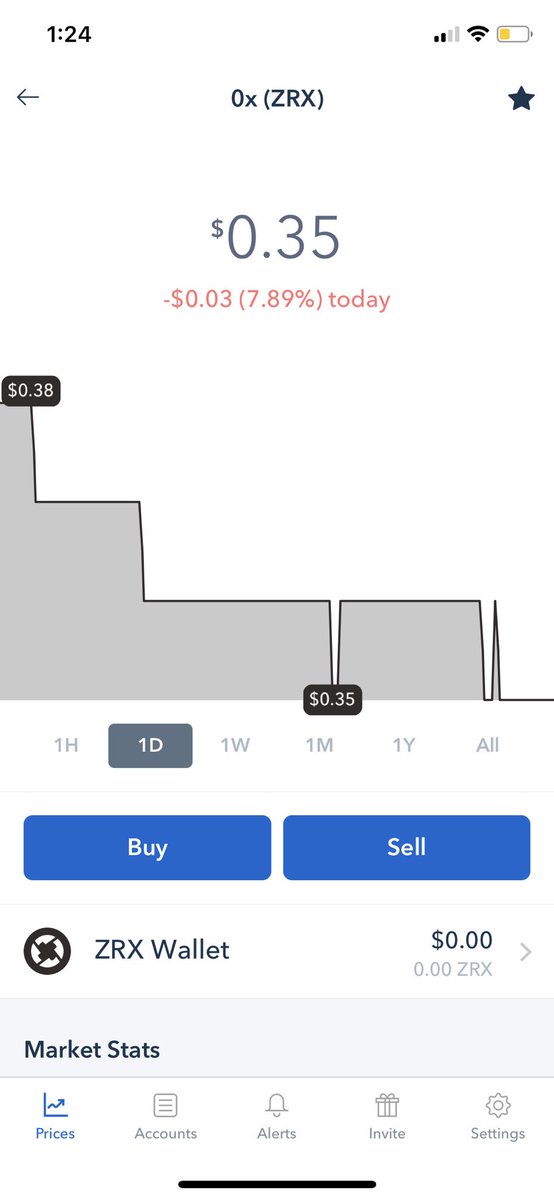 1:24
0x (ZRX)
$0.35
-$0.03 (7.89%) today
$0.38
$0.35
1H 1D 1W 1M 1Y All
Buy Sell
ZRX Wallet $0.00
0.00 ZRX
Market Stats
Prices Accounts Alerts Invite Settings